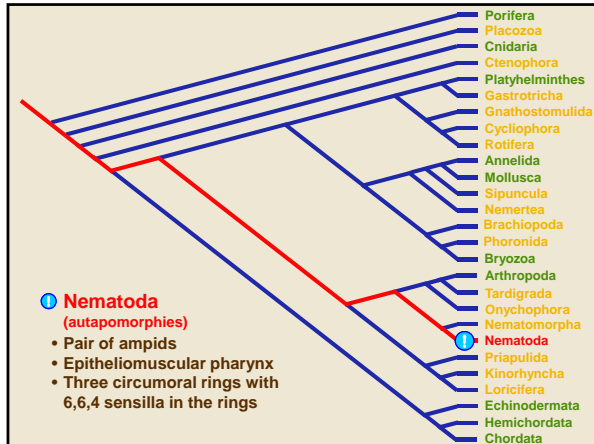 Porifera
Placozoa
Cnidaria
Ctenophora
Platyhelminthes
Gastrotricha
Gnathostomulida
Cycliophora
Rotifera
Annelida
Mollusca
Sipuncula
Nemertea
Brachiopoda
Phoronida
Bryozoa
Arthropoda
Tardigrada
Onychophora
Nematomorpha
Nematoda
Priapulida
Kinorhyncha
Loricifera
Echinodermata
Hemichordata
Chordata
! Nematoda
(autapomorphies)
• Pair of ampids
• Epitheliomuscular pharynx
• Three circumoral rings with
6,6,4 sensilla in the rings
!